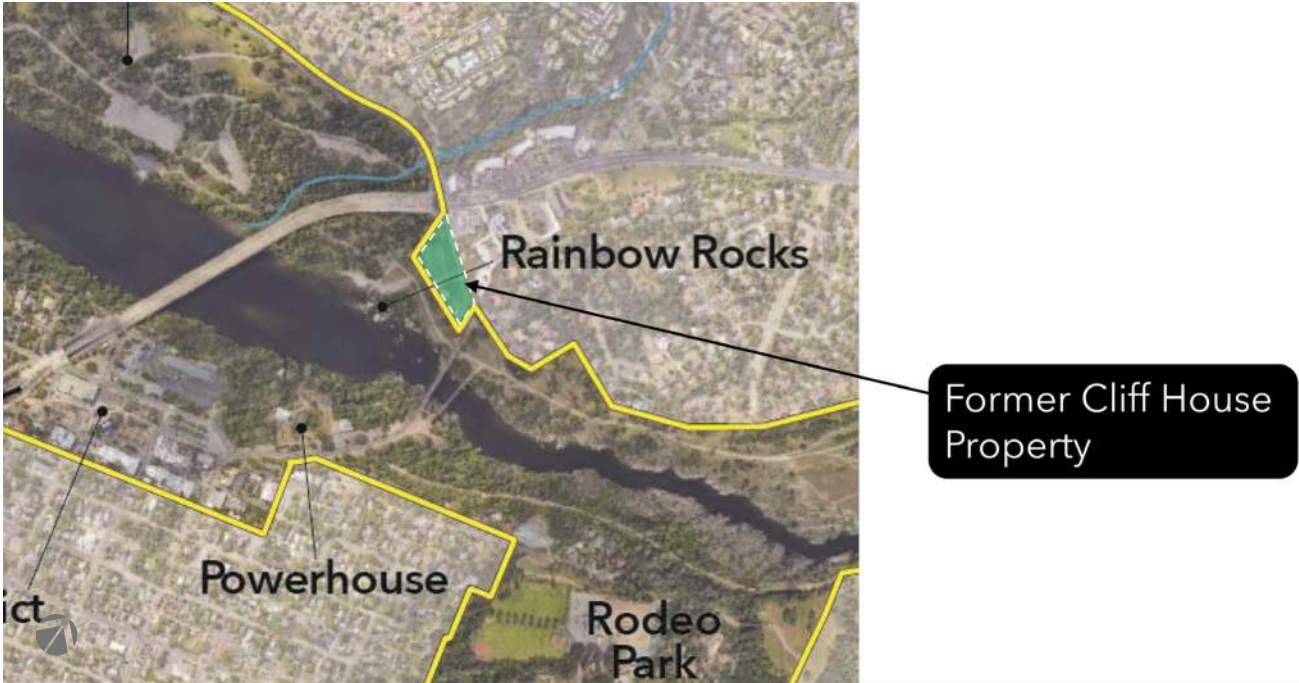 Rainbow Rocks
Former Cliff House
Property
Powerhouse
ict
Rodeo
Park